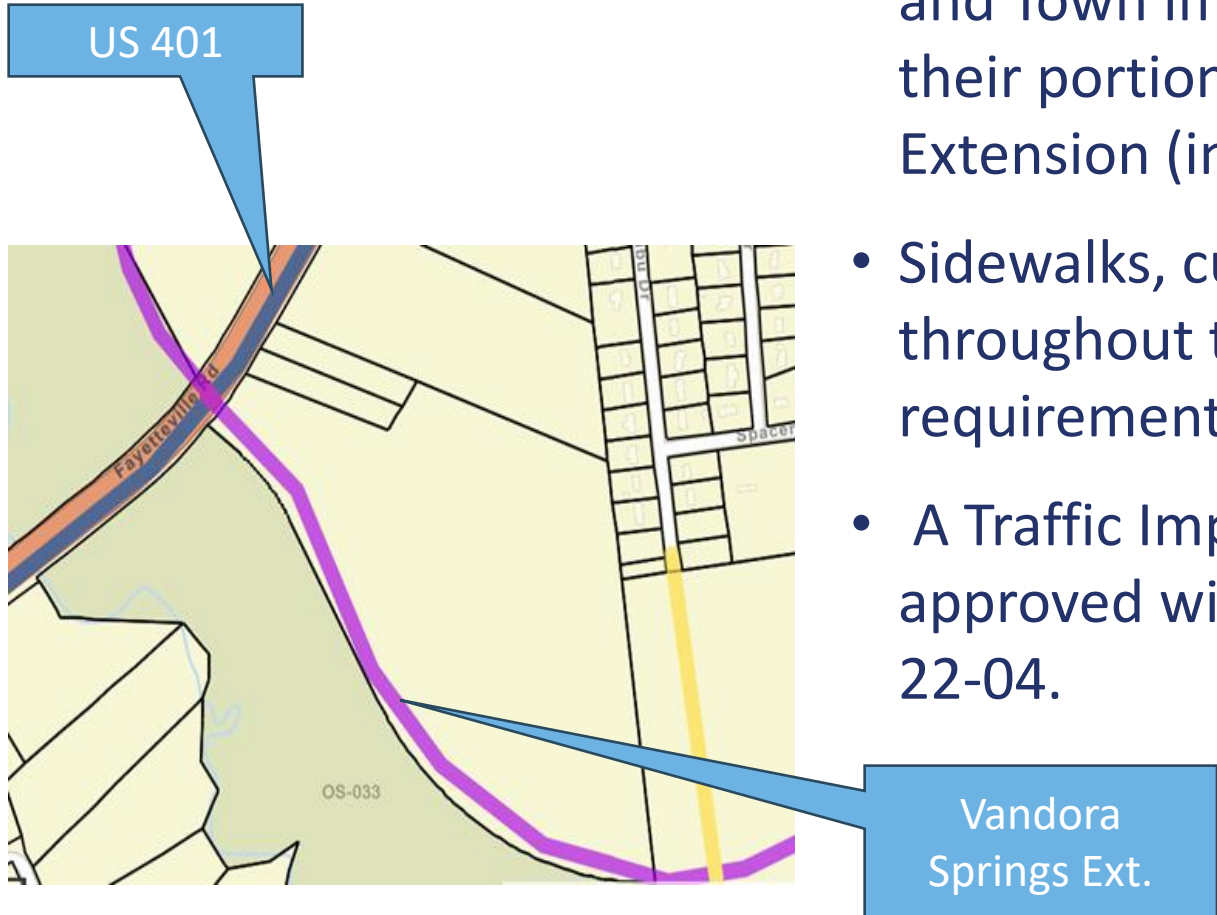 US 401
and Town in
their portion
Extension (in
Fayetteville Rd
Spacer
OS-033
• Sidewalks, cu
throughout t
requirement
• A Traffic Imp
approved wi
22-04.
Vandora
Springs Ext.